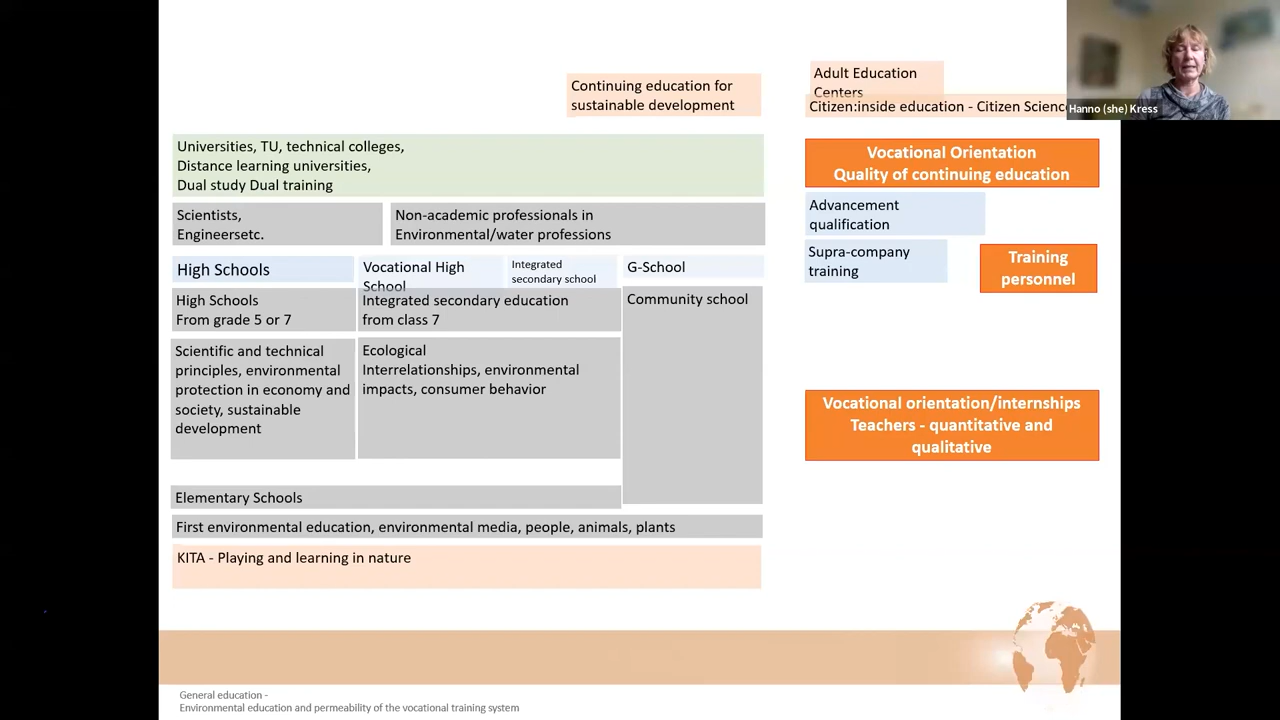 Continuing education for
sustainable development
Adult Education
Centers
Citizen:inside education - Citizen Science
Hanno (she) Kress
Universities, TU, technical colleges,
Distance learning universities,
Dual study Dual training
Vocational Orientation
Quality of continuing education
Scientists,
Engineersetc.
Non-academic professionals in
Environmental/water professions
Advancement
qualification
Supra-company
training
Training
personnel
High Schools
Vocational High
School
Integrated
secondary school
G-School
High Schools
From grade 5 or 7
Integrated secondary education
from class 7
Community school
Scientific and technical
principles, environmental
protection in economy and
society, sustainable
development
Ecological
Interrelationships, environmental
impacts, consumer behavior
Vocational orientation/internships
Teachers - quantitative and
qualitative
Elementary Schools
First environmental education, environmental media, people, animals, plants
KITA - Playing and learning in nature
General education -
Environmental education and permeability of the vocational training system